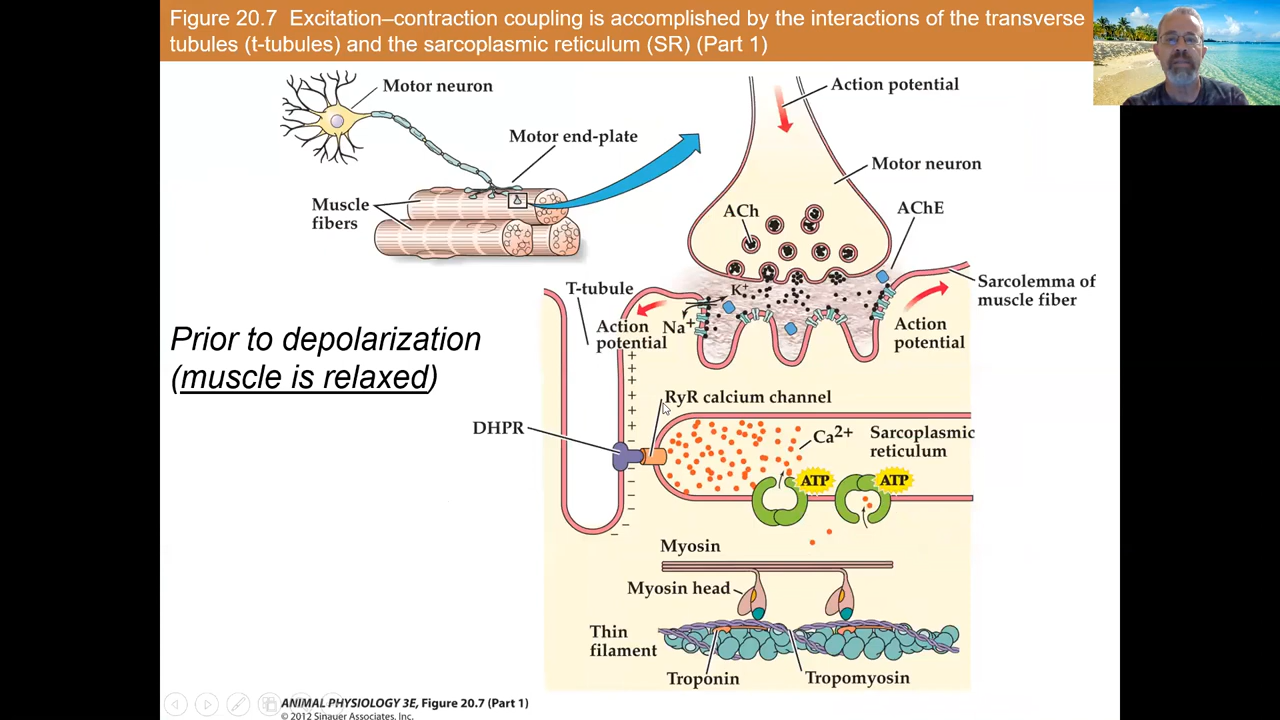 Figure 20.7 Excitation–contraction coupling is accomplished by the interactions of the transverse
tubules (t-tubules) and the sarcoplasmic reticulum (SR) (Part 1)
Motor neuron
Motor end-plate
Muscle
fibers
Action potential
Motor neuron
ACh
AChE
Sarcolemma of
muscle fiber
T-tubule
K+
Na+
Action
potential
Action
potential
Prior to depolarization
(muscle is relaxed)
RyR calcium channel
DHPR
Ca2+
Sarcoplasmic
reticulum
ATP
ATP
Myosin
Myosin head
Thin
filament
Troponin
Tropomyosin
ANIMAL PHYSIOLOGY 3E, Figure 20.7 (Part 1)
© 2012 Sinauer Associates, Inc.